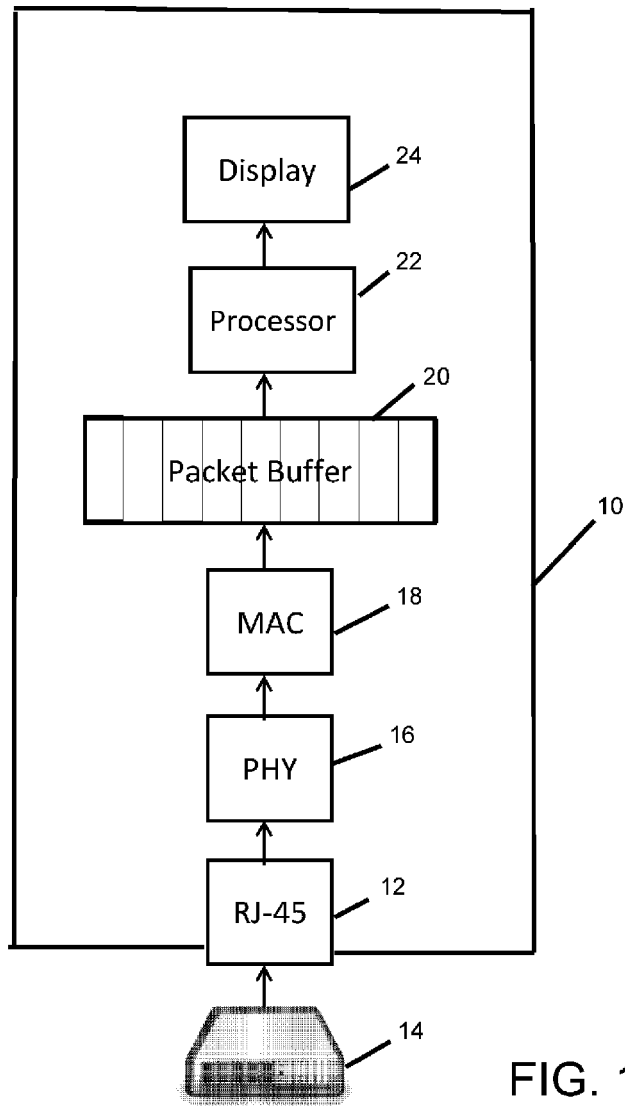 Display
24
22
Processor
20
Packet Buffer
10
18
MAC
16
PHY
12
RJ-45
14
FIG. 1